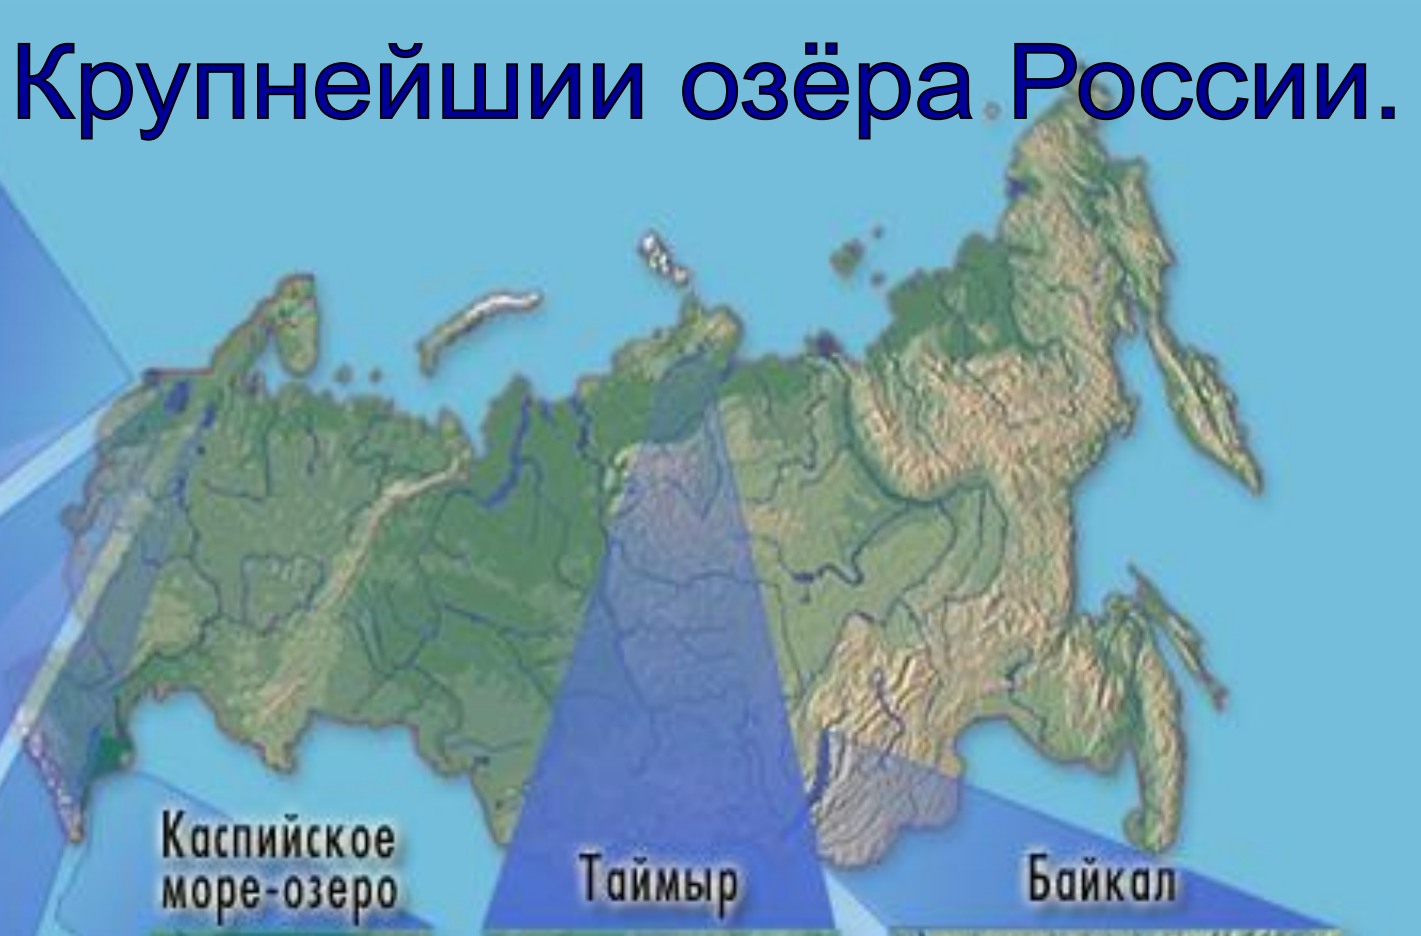 Крупнейшии озёра России.
Каспийское
море-озеро
Таймыр
Байкал